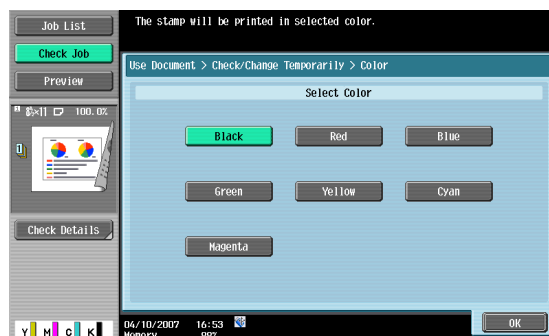 Job List
The stamp will be printed in selected color.
Check Job
Use Document > Check/Change Temporarily > Color
Preview
Select Color
100.0%
Black Red Blue
Green Yellow Cyan
Check Details
Magenta
04/10/2007 16:53
OK
Y M C K
Memory 99%